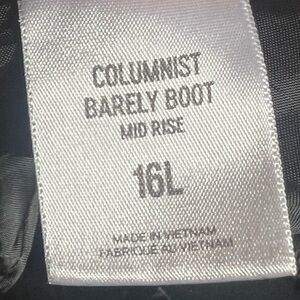 COLUMNIST
BARELY BOOT
MID RISE
16L
MADE IN VIETNAM
FABRIQUÉ AU VIETNAM